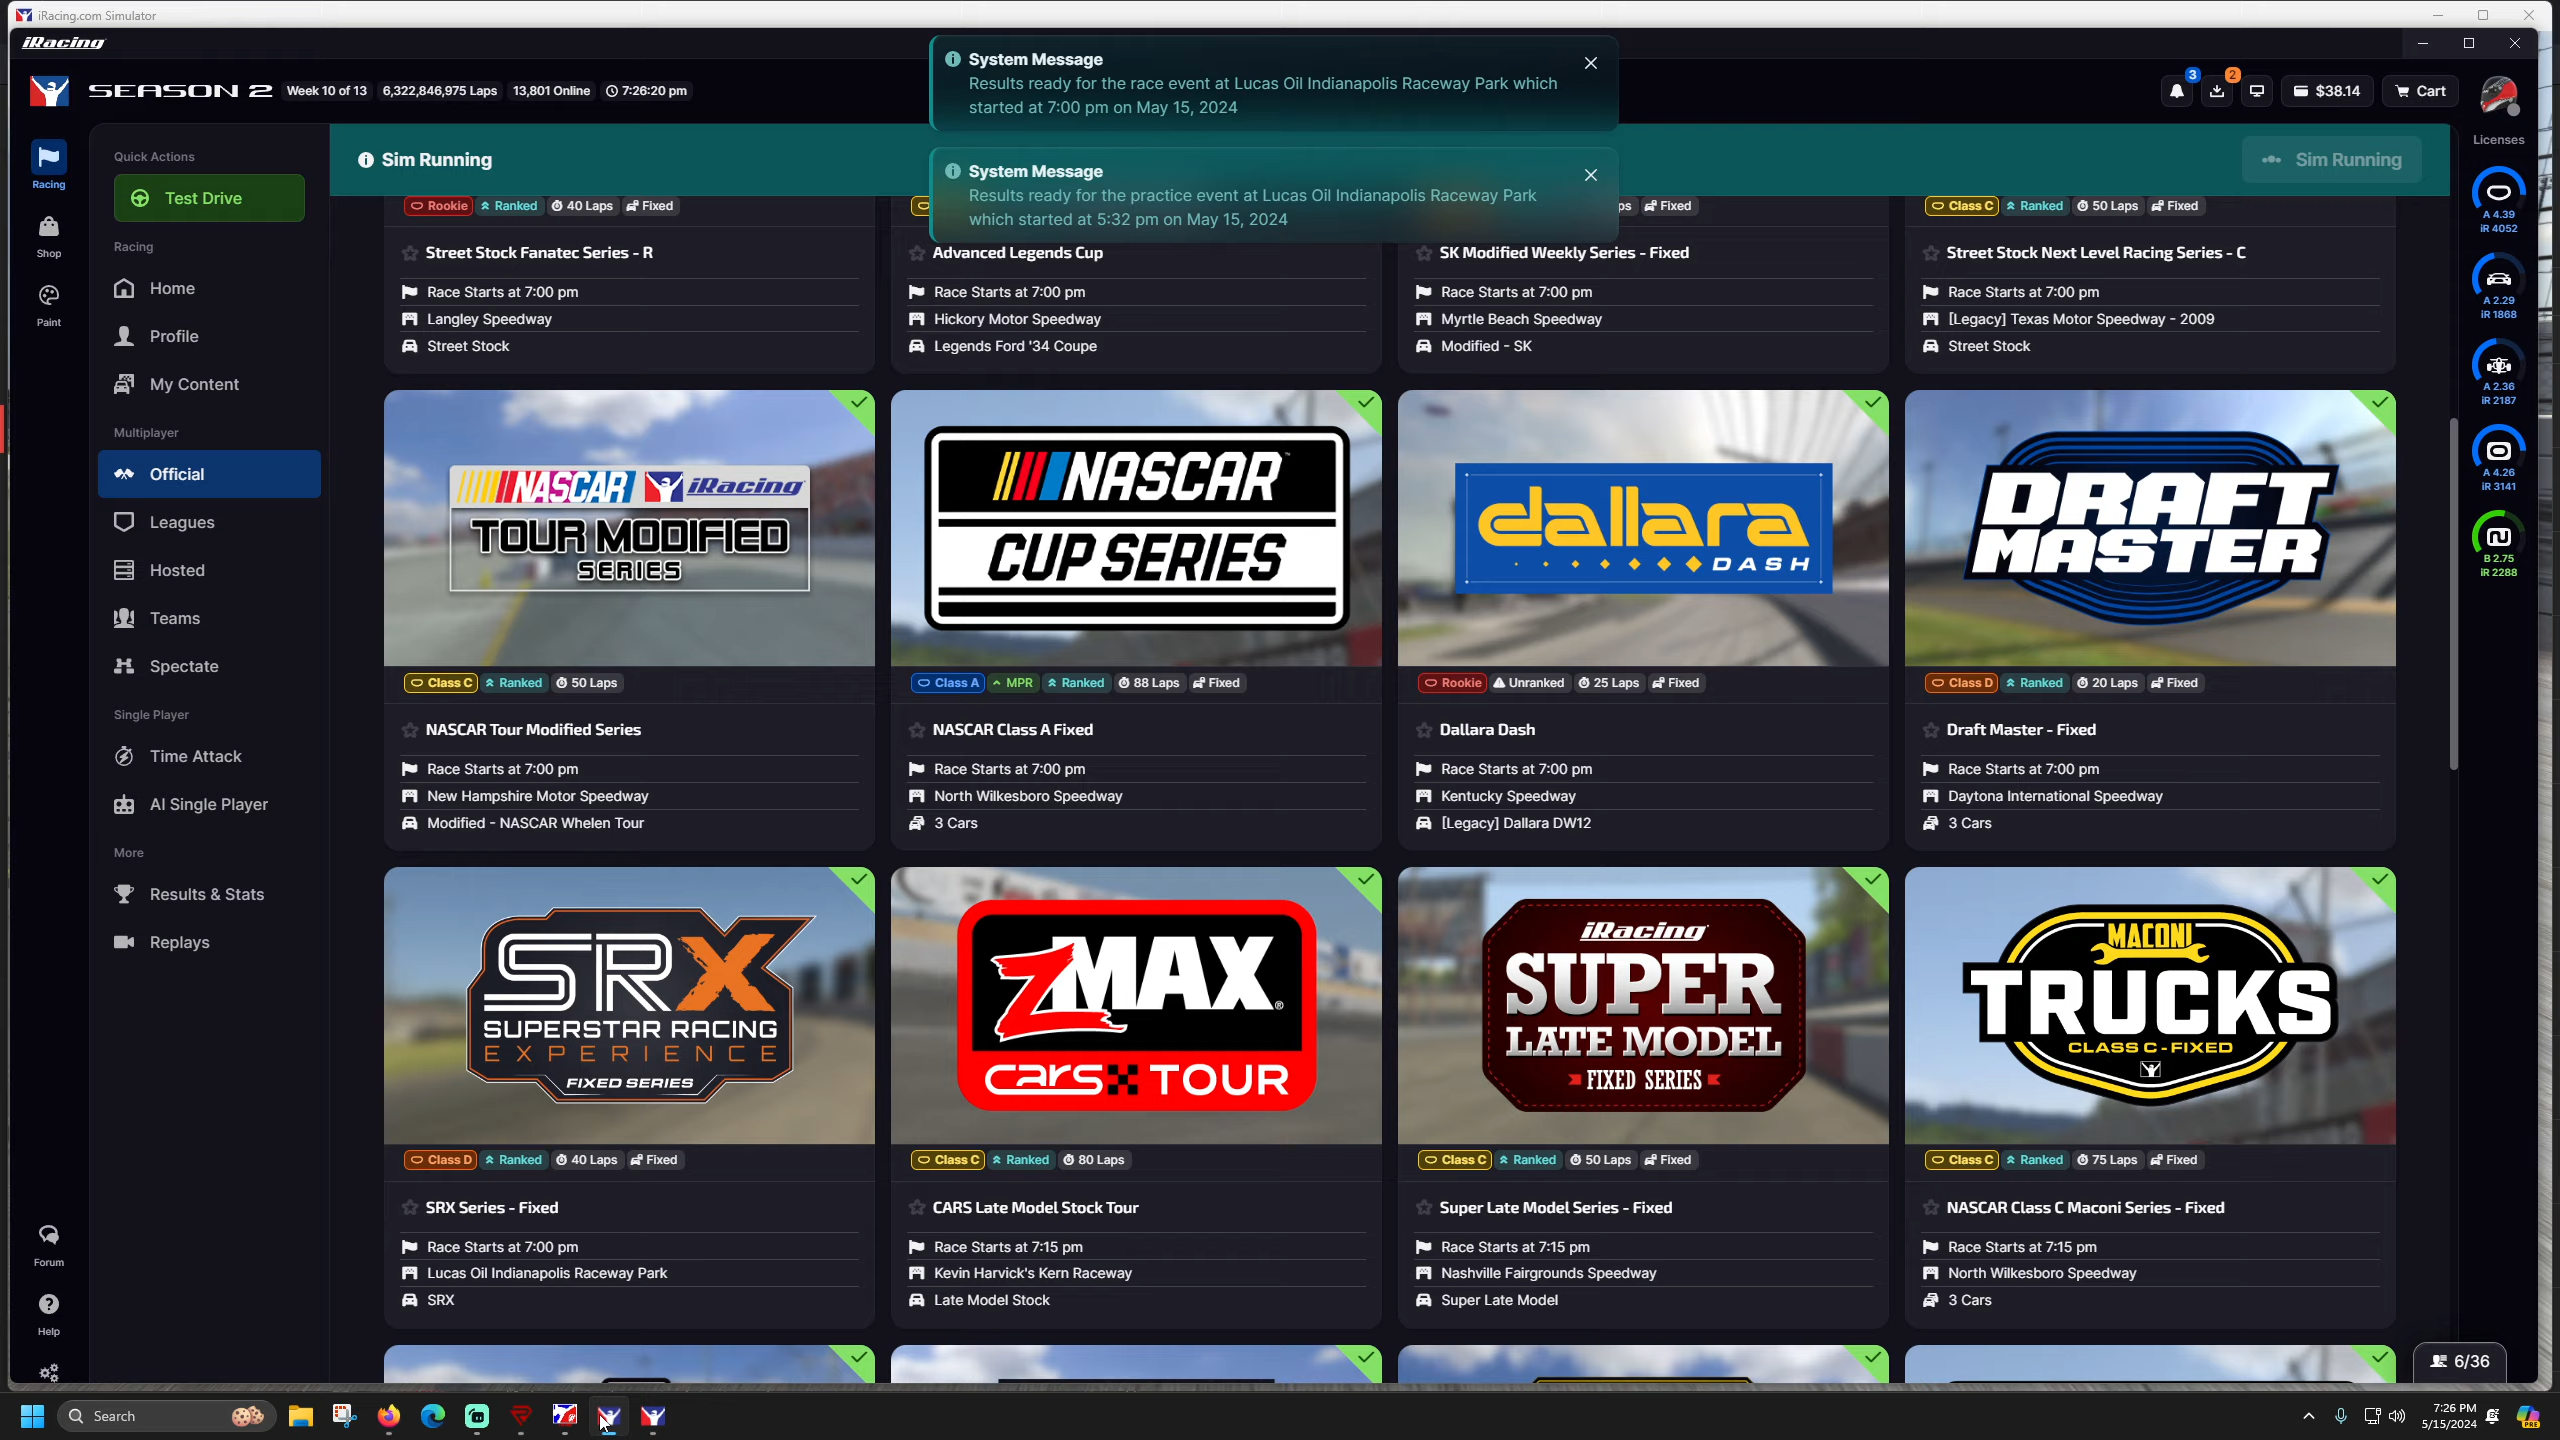 iRacing.com Simulator
iRacing
SEASON 2
Week 10 of 13
6,322,846,975 Laps
13,801 Online
7:26:20 pm
System Message
Results ready for the race event at Lucas Oil Indianapolis Raceway Park which
started at 7:00 pm on May 15, 2024
System Message
Results ready for the practice event at Lucas Oil Indianapolis Raceway Park
which started at 5:32 pm on May 15, 2024
3
2
$38.14
Cart
Sim Running
Sim Running
Racing
Shop
Paint
Forum
Help
Quick Actions
Test Drive
Racing
Home
Profile
My Content
Multiplayer
Official
Leagues
Hosted
Teams
Spectate
Single Player
Time Attack
AI Single Player
More
Results & Stats
Replays
Licenses
A 4.39
iR 4052
A 2.29
iR 1868
A 2.36
iR 2187
A 4.26
iR 3141
B 2.75
iR 2288
Rookie Ranked 40 Laps Fixed
Street Stock Fanatec Series - R
Race Starts at 7:00 pm
Langley Speedway
Street Stock
Advanced Legends Cup
Race Starts at 7:00 pm
Hickory Motor Speedway
Legends Ford '34 Coupe
Fixed
SK Modified Weekly Series - Fixed
Race Starts at 7:00 pm
Myrtle Beach Speedway
Modified - SK
Class C Ranked 50 Laps Fixed
Street Stock Next Level Racing Series - C
Race Starts at 7:00 pm
[Legacy] Texas Motor Speedway - 2009
Street Stock
NASCAR iRacing
TOUR MODIFIED
SERIES
Class C Ranked 50 Laps
NASCAR Tour Modified Series
Race Starts at 7:00 pm
New Hampshire Motor Speedway
Modified - NASCAR Whelen Tour
NASCAR
CUP SERIES
Class A MPR Ranked 88 Laps Fixed
NASCAR Class A Fixed
Race Starts at 7:00 pm
North Wilkesboro Speedway
3 Cars
dallara
DASH
Rookie Unranked 25 Laps Fixed
Dallara Dash
Race Starts at 7:00 pm
Kentucky Speedway
[Legacy] Dallara DW12
DRAFT
MASTER
Class D Ranked 20 Laps Fixed
Draft Master - Fixed
Race Starts at 7:00 pm
Daytona International Speedway
3 Cars
SRX
SUPERSTAR RACING
EXPERIENCE
FIXED SERIES
Class D Ranked 40 Laps Fixed
SRX Series - Fixed
Race Starts at 7:00 pm
Lucas Oil Indianapolis Raceway Park
SRX
ZMAX
cars TOUR
Class C Ranked 80 Laps
CARS Late Model Stock Tour
Race Starts at 7:15 pm
Kevin Harvick's Kern Raceway
Late Model Stock
iRacing
SUPER
LATE MODEL
FIXED SERIES
Class C Ranked 50 Laps Fixed
Super Late Model Series - Fixed
Race Starts at 7:15 pm
Nashville Fairgrounds Speedway
Super Late Model
MACONI
TRUCKS
CLASS C - FIXED
Class C Ranked 75 Laps Fixed
NASCAR Class C Maconi Series - Fixed
Race Starts at 7:15 pm
North Wilkesboro Speedway
3 Cars
6/36
Search
7:26 PM
5/15/2024
PRE